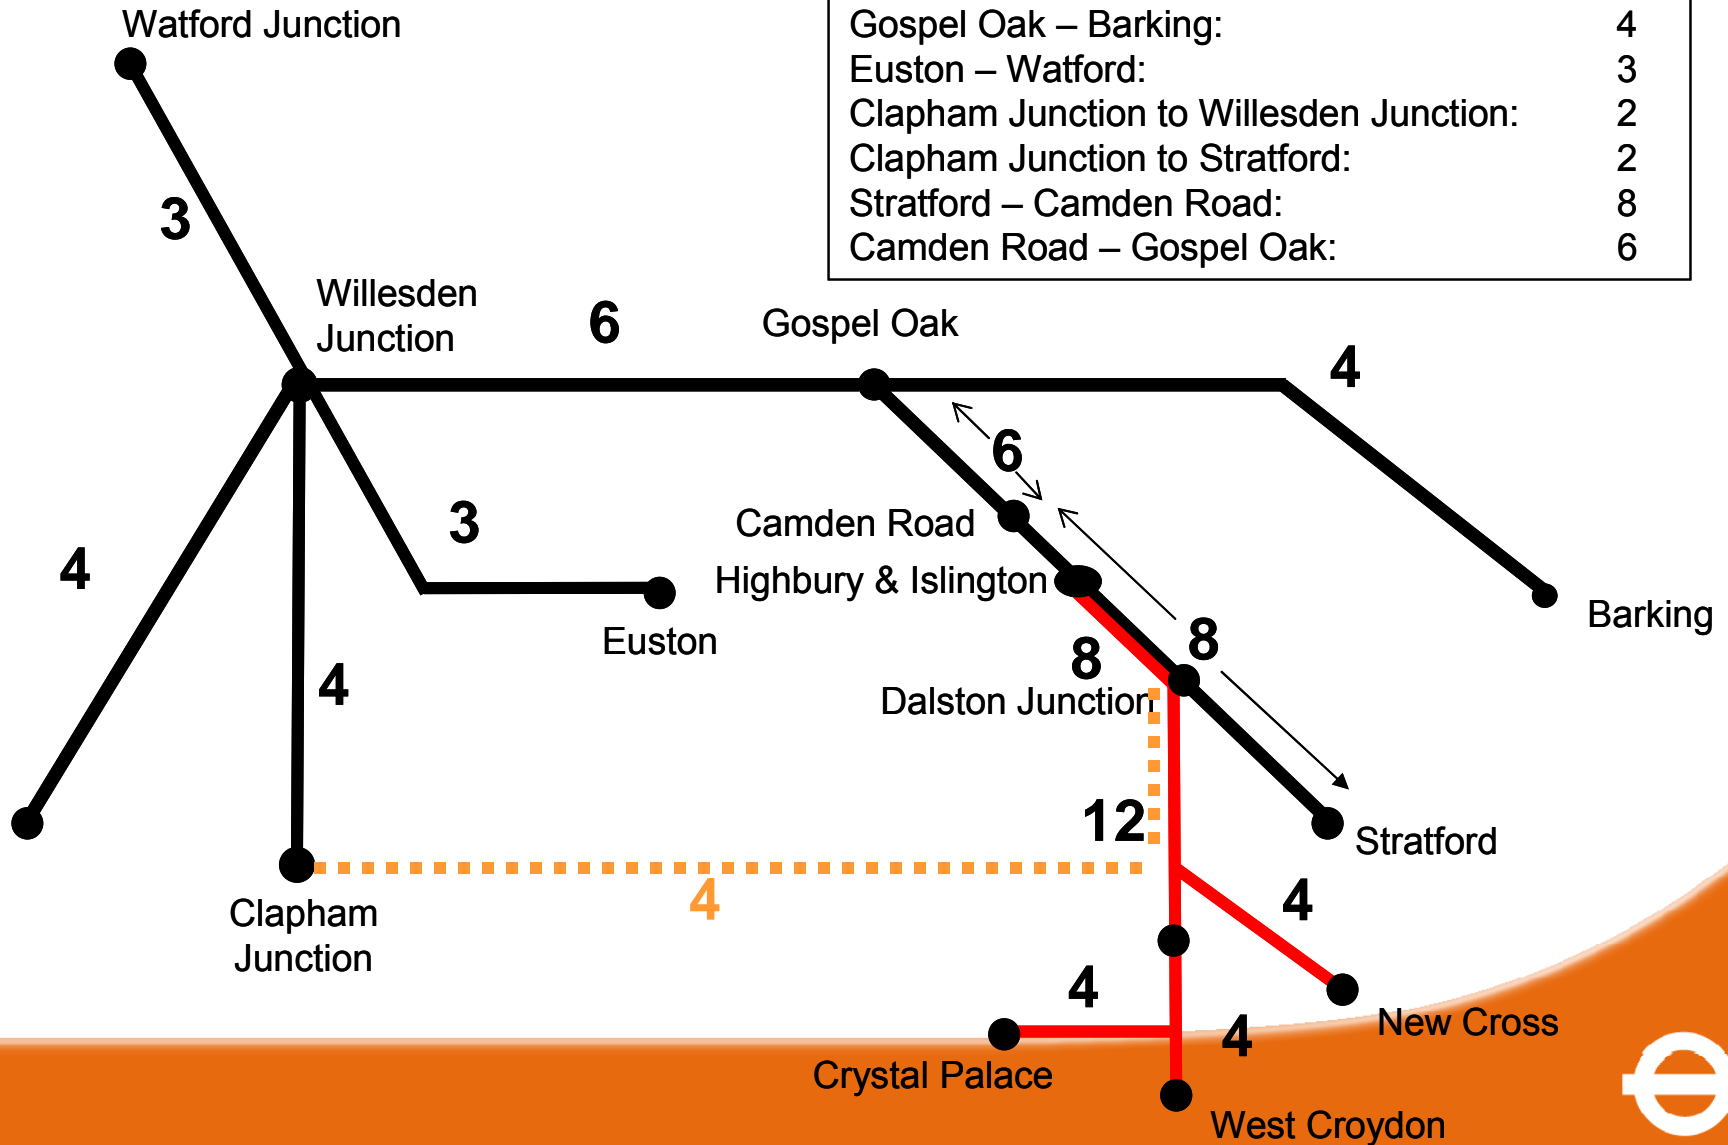 Watford Junction
Gospel Oak – Barking: 4
Euston – Watford: 3
Clapham Junction to Willesden Junction: 2
Clapham Junction to Stratford: 2
Stratford – Camden Road: 8
Camden Road – Gospel Oak: 6
3
Willesden
Junction
6
Gospel Oak
4
6
3
Camden Road
4
Highbury & Islington
Barking
Euston
8
8
4
Dalston Junction
12
Stratford
4
4
Clapham
Junction
4
New Cross
4
Crystal Palace
West Croydon